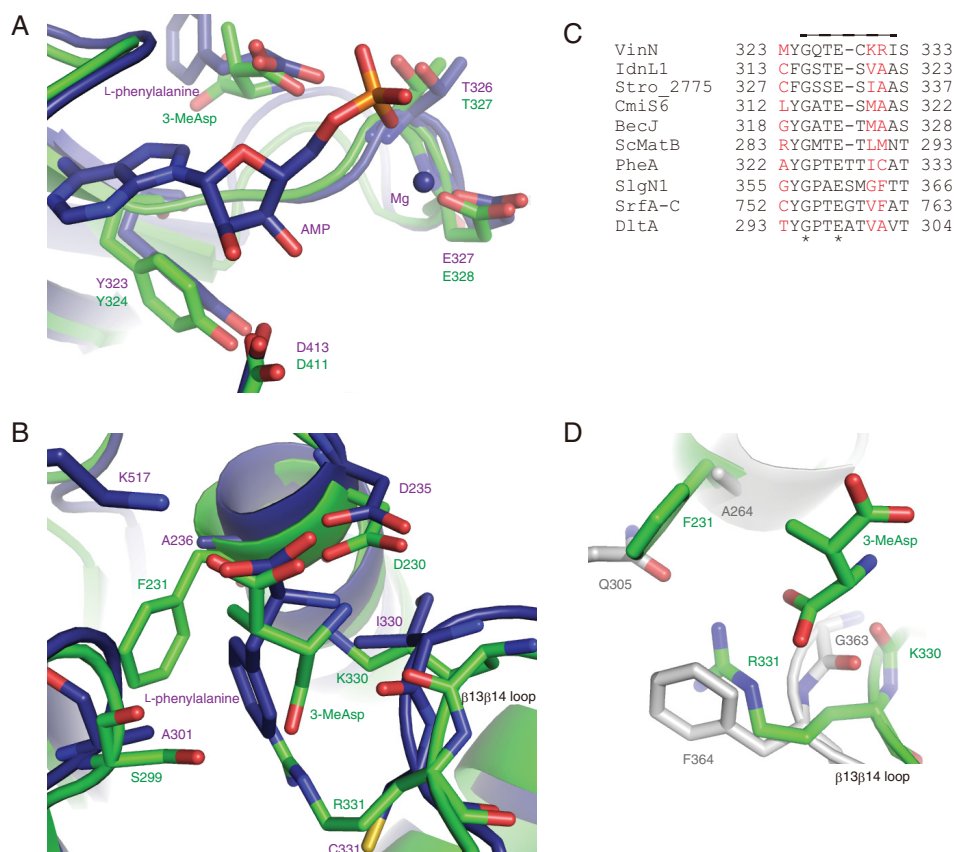 A
L-phenylalanine
3-MeAsp
T326
T327
Mg
AMP
E327
E328
Y323
Y324
D413
D411
C
VinN 323 MYGQTE-CKRIS 333
IdnL1 313 CFGSTE-SVAAS 323
Stro_2775 327 CFGSSE-SIAAS 337
CmiS6 312 LYGATE-SMAAS 322
BecJ 318 GYGATE-TMAAS 328
ScMatB 283 RYGMTE-TLMNT 293
PheA 322 AYGPTETTICAT 333
SlgN1 355 GYGPAESMGFTT 366
SrfA-C 752 CYGPTEGTVFAT 763
DltA 293 TYGPTEATVAVT 304
* *
B
K517
D235
A236
D230
F231
I330
K330
L-phenylalanine
β13β14 loop
3-MeAsp
A301
S299
R331
C331
D
F231
A264
3-MeAsp
Q305
G363
R331
K330
F364
β13β14 loop